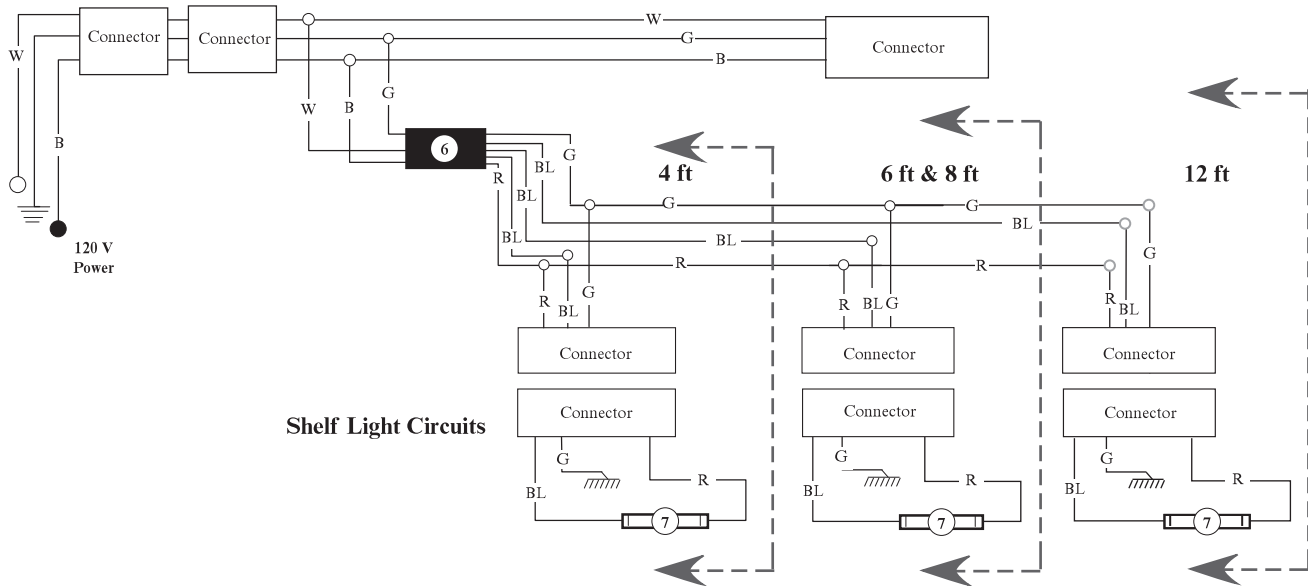 W
Connector
Connector
G
B
Connector
W
B
W
B
G
6
G
BL
R
BL
4 ft
6 ft & 8 ft
12 ft
G
G
BL
BL
BL
120 V
Power
R
R
G
R
BL
G
R
BL
G
R
BL
Connector
Connector
Connector
Connector
Connector
Connector
Shelf Light Circuits
G
G
G
BL
R
BL
R
BL
R
7
7
7